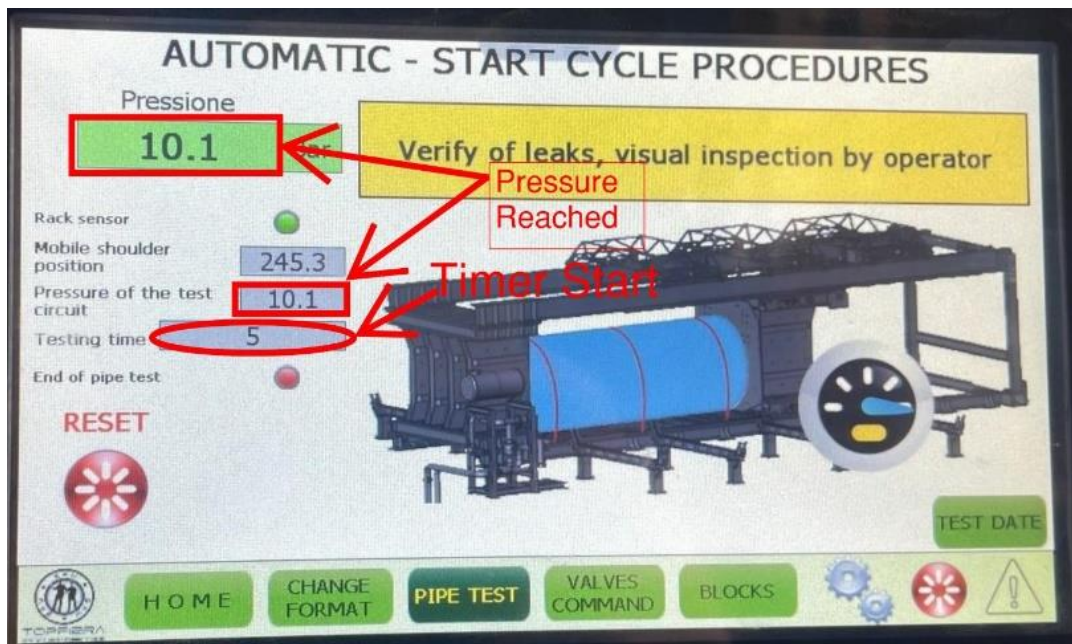 AUTOMATIC - START CYCLE PROCEDURES
Pressione
10.1
Verify of leaks, visual inspection by operator
Pressure
Reached
Rack sensor
Mobile shoulder
position
245.3
Timer Start
Pressure of the test
circuit
10.1
Testing time
5
End of pipe test
RESET
TEST DATE
HOME
CHANGE
FORMAT
PIPE TEST
VALVES
COMMAND
BLOCKS
TOPFIBRA